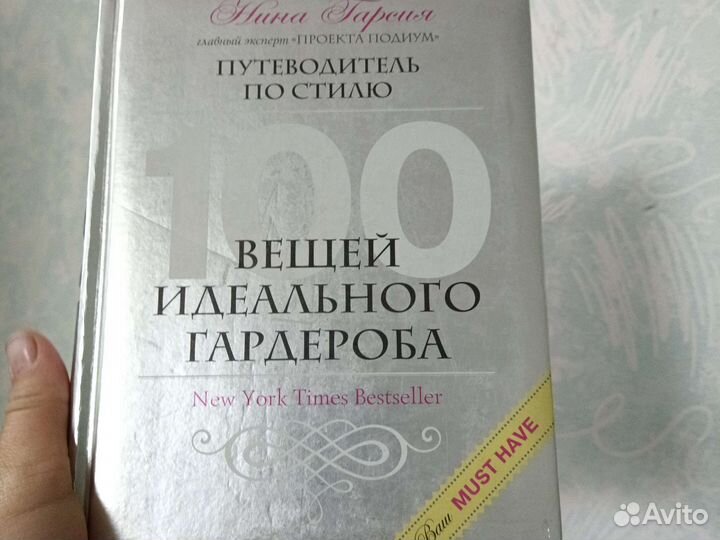 Нина Гарсия
главный эксперт «ПРОЕКТА ПОДИУМ»
ПУТЕВОДИТЕЛЬ
ПО СТИЛЮ
100
ВЕЩЕЙ
ИДЕАЛЬНОГО
ГАРДЕРОБА
New York Times Bestseller
Ваш MUST HAVE
Avito